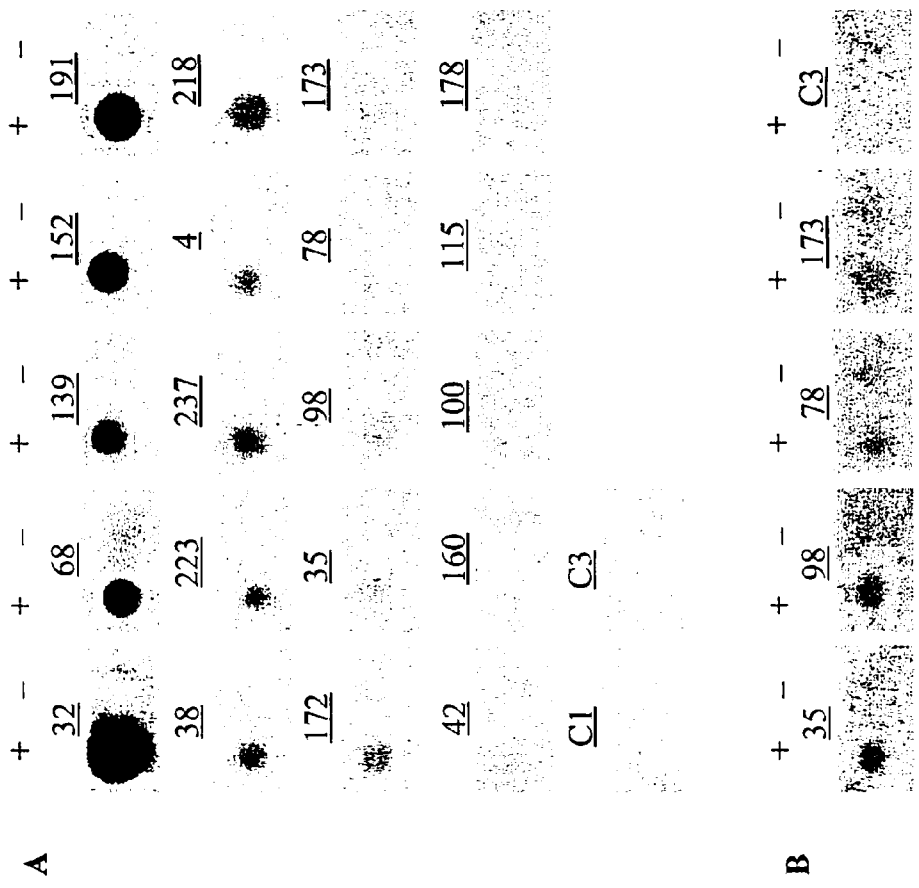 A
+ − + − + − + − + −
32 68 139 152 191
38 223 237 4 218
172 35 98 78 173
42 160 100 115 178
C1 C3
B
+ − + − + − + − + −
35 98 78 173 C3